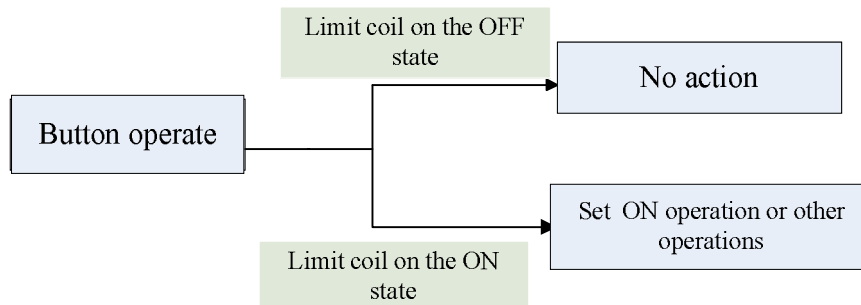 Limit coil on the OFF
state
No action
Button operate
Set ON operation or other
operations
Limit coil on the ON
state